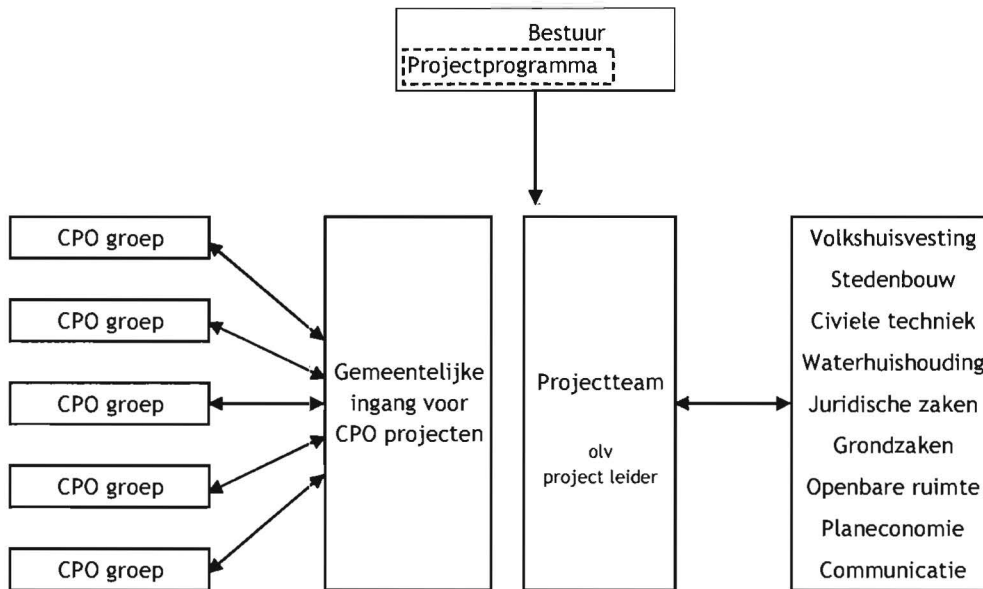 Bestuur
Projectprogramma
CPO groep
CPO groep
CPO groep
CPO groep
CPO groep
Gemeentelijke
ingang voor
CPO projecten
Projectteam
olv
project leider
Volkshuisvesting
Stedenbouw
Civiele techniek
Waterhuishouding
Juridische zaken
Grondzaken
Openbare ruimte
Planeconomie
Communicatie